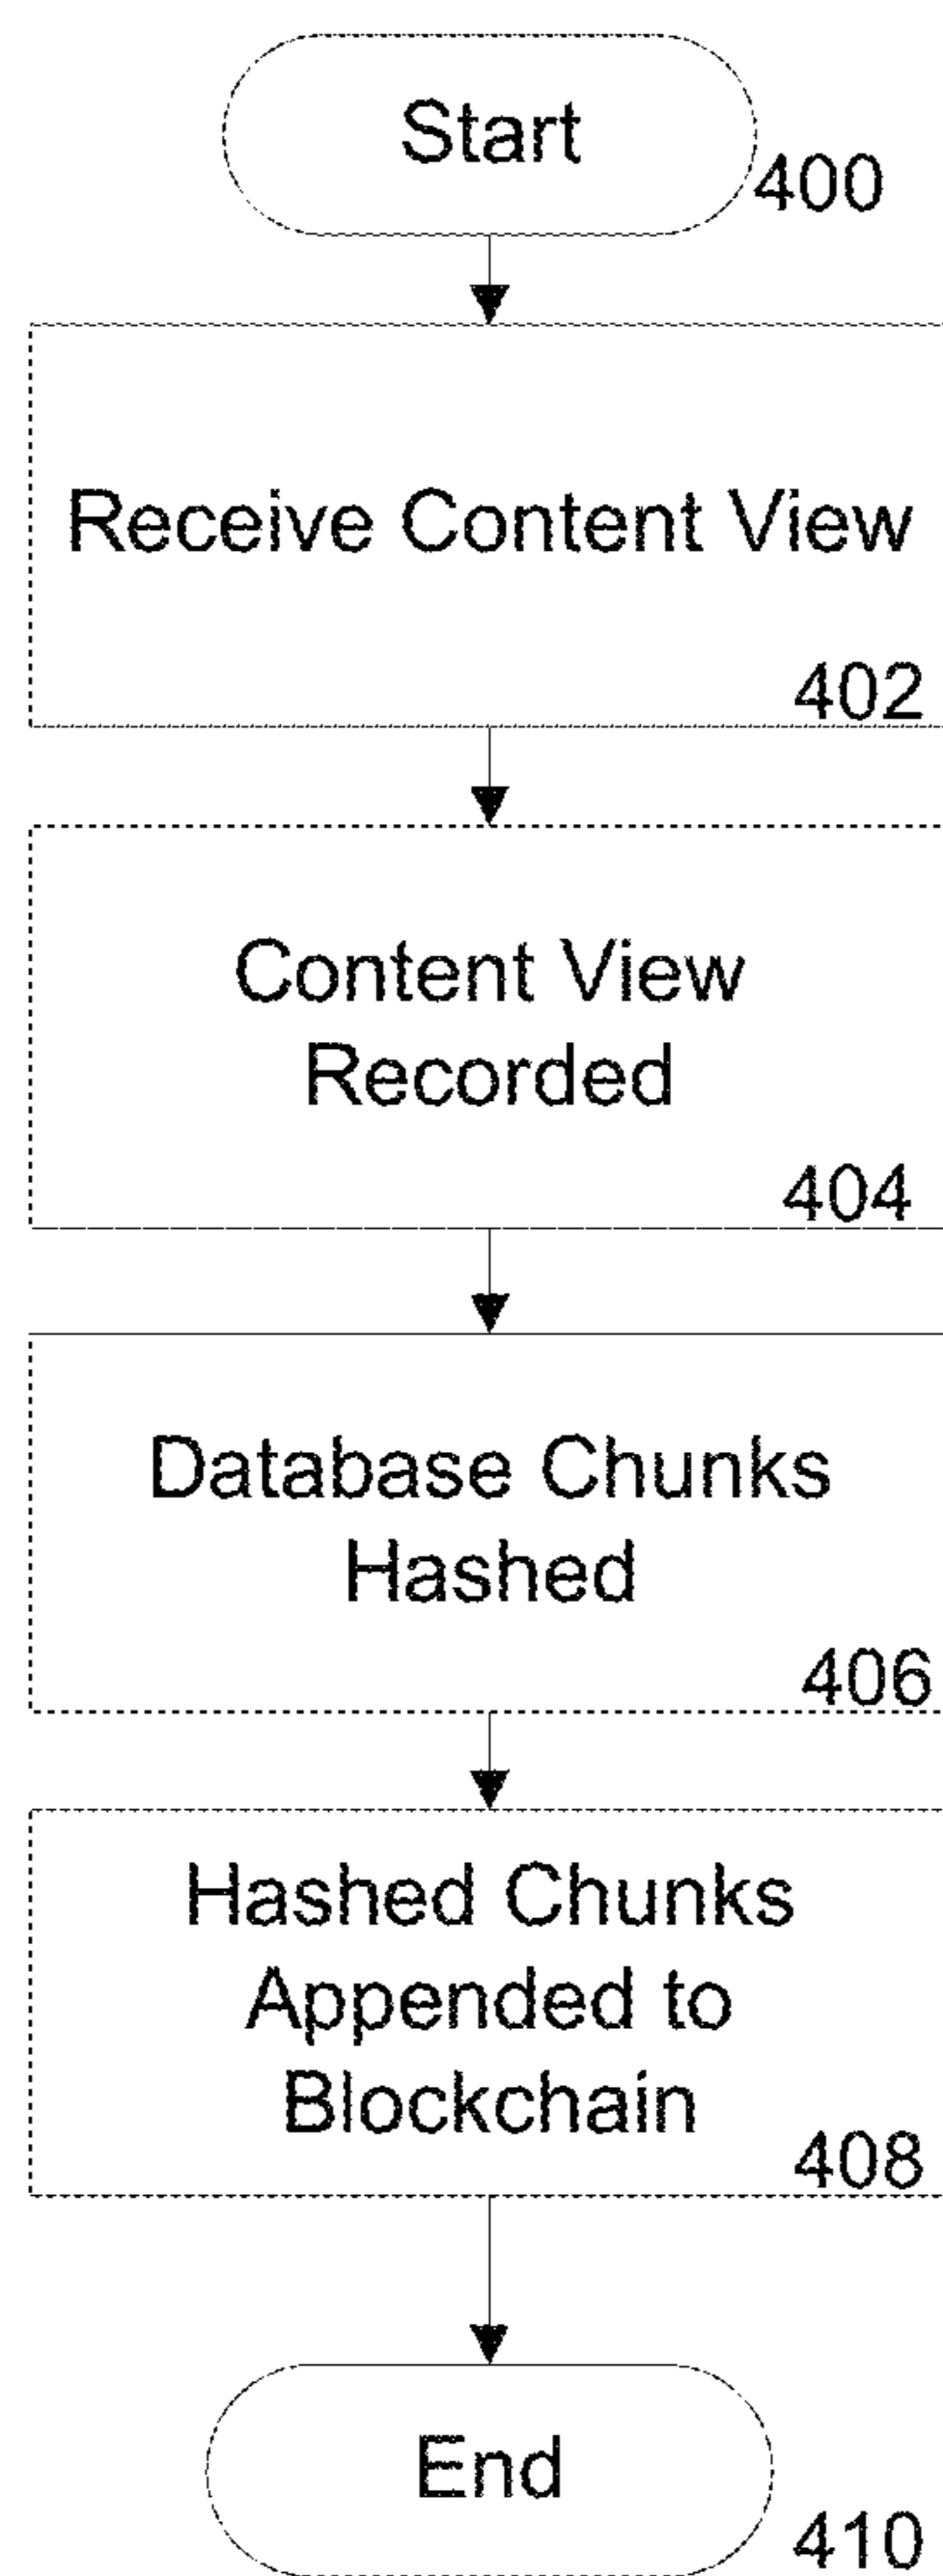 Start
400
Receive Content View
402
Content View
Recorded
404
Database Chunks
Hashed
406
Hashed Chunks
Appended to
Blockchain
408
End
410